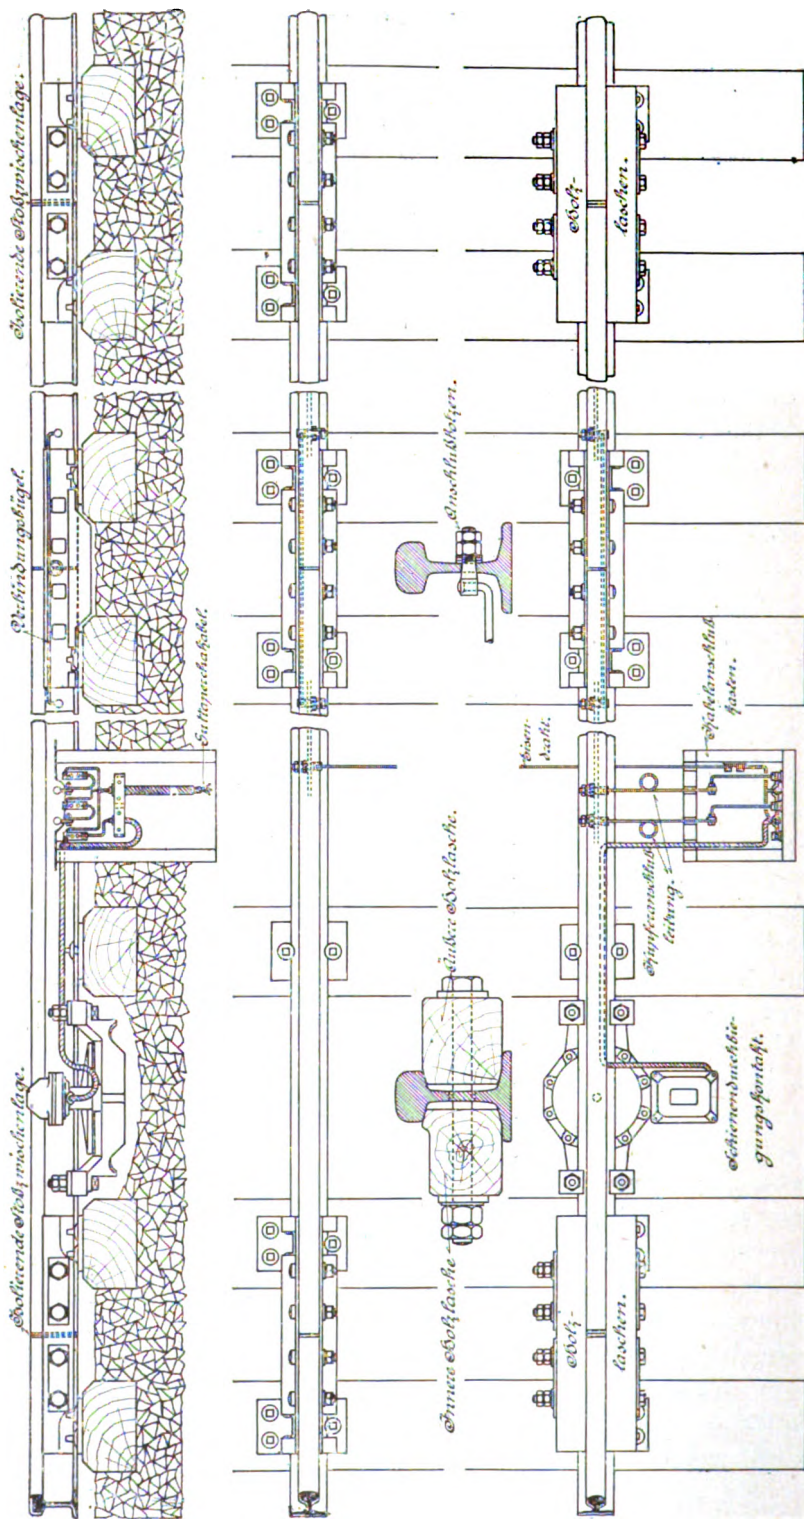 Isolierende Stoßzwischenlage.
Guttaperchakabel.
Verbindungsbügel.
Isolierende Stoßzwischenlage.
Innere Holzlasche
Äußere Holzlasche.
Anschlußbolzen.
Holz-
laschen.
Schienendurchbie-
gungskontakt.
Kupferanschluß
leitung.
Eisen-
draht.
Kabelanschluß
kasten.
Holz-
laschen.